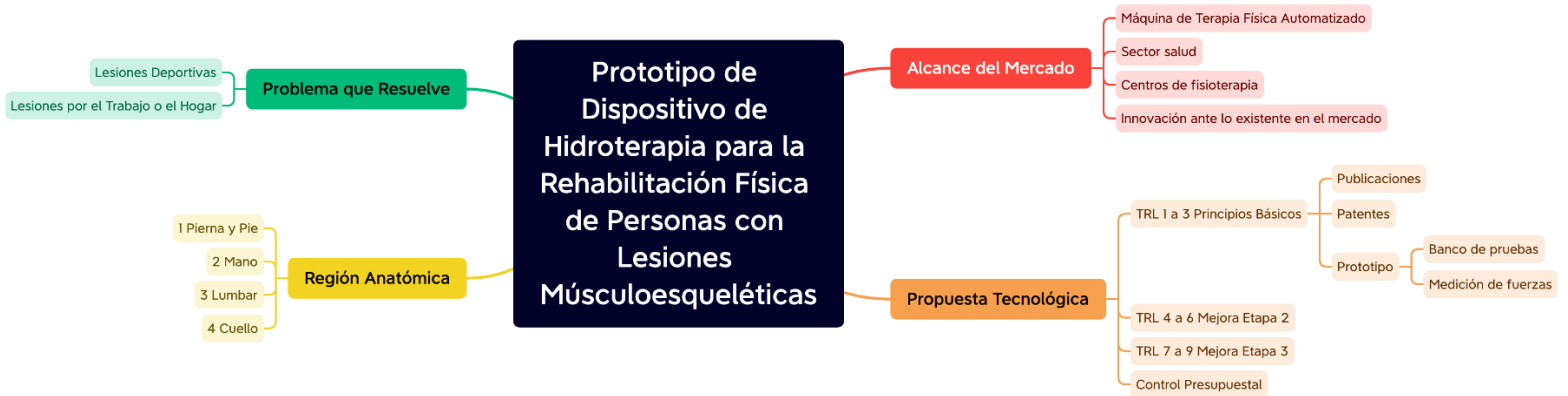 Prototipo de
Dispositivo de
Hidroterapia para la
Rehabilitación Física
de Personas con
Lesiones
Músculoesqueléticas
Problema que Resuelve
Lesiones Deportivas
Lesiones por el Trabajo o el Hogar
Región Anatómica
1 Pierna y Pie
2 Mano
3 Lumbar
4 Cuello
Alcance del Mercado
Máquina de Terapia Física Automatizado
Sector salud
Centros de fisioterapia
Innovación ante lo existente en el mercado
Propuesta Tecnológica
TRL 1 a 3 Principios Básicos
Publicaciones
Patentes
Prototipo
Banco de pruebas
Medición de fuerzas
TRL 4 a 6 Mejora Etapa 2
TRL 7 a 9 Mejora Etapa 3
Control Presupuestal